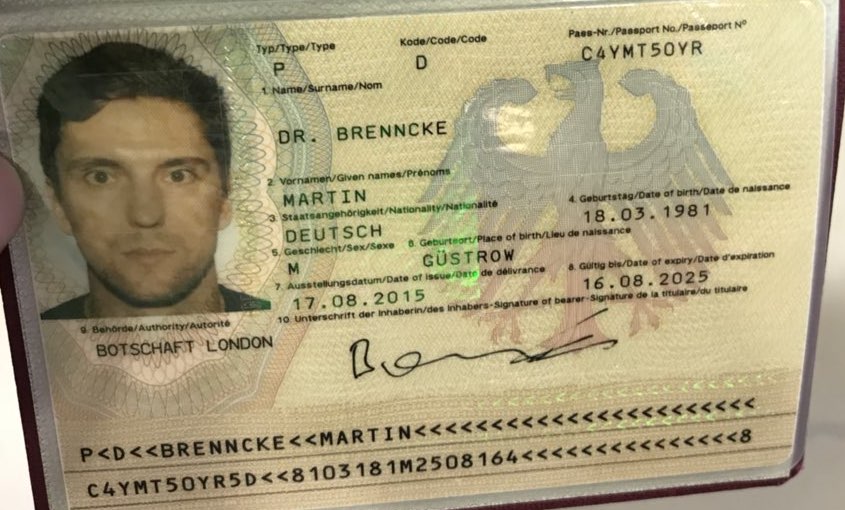 Typ/Type/Type Kode/Code/Code Pass-Nr./Passport No./Passeport N°
P D C4YMT50YR
1. Name/Surname/Nom
DR. BRENNCKE
2. Vornamen/Given names/Prénoms
MARTIN
3. Staatsangehörigkeit/Nationality/Nationalité 4. Geburtstag/Date of birth/Date de naissance
DEUTSCH 18.03.1981
5. Geschlecht/Sex/Sexe 6. Geburtsort/Place of birth/Lieu de naissance
M GÜSTROW
7. Ausstellungsdatum/Date of issue/Date de délivrance 8. Gültig bis/Date of expiry/Date d'expiration
17.08.2015 16.08.2025
9. Behörde/Authority/Autorité 10. Unterschrift der Inhaberin/des Inhabers-Signature of bearer-Signature de la titulaire/du titulaire
BOTSCHAFT LONDON
P<D<<BRENNCKE<<MARTIN<<<<<<<<<<<<<<<<<<<<<<<
C4YMT50YR5D<<8103181M2508164<<<<<<<<<<<<<<<8